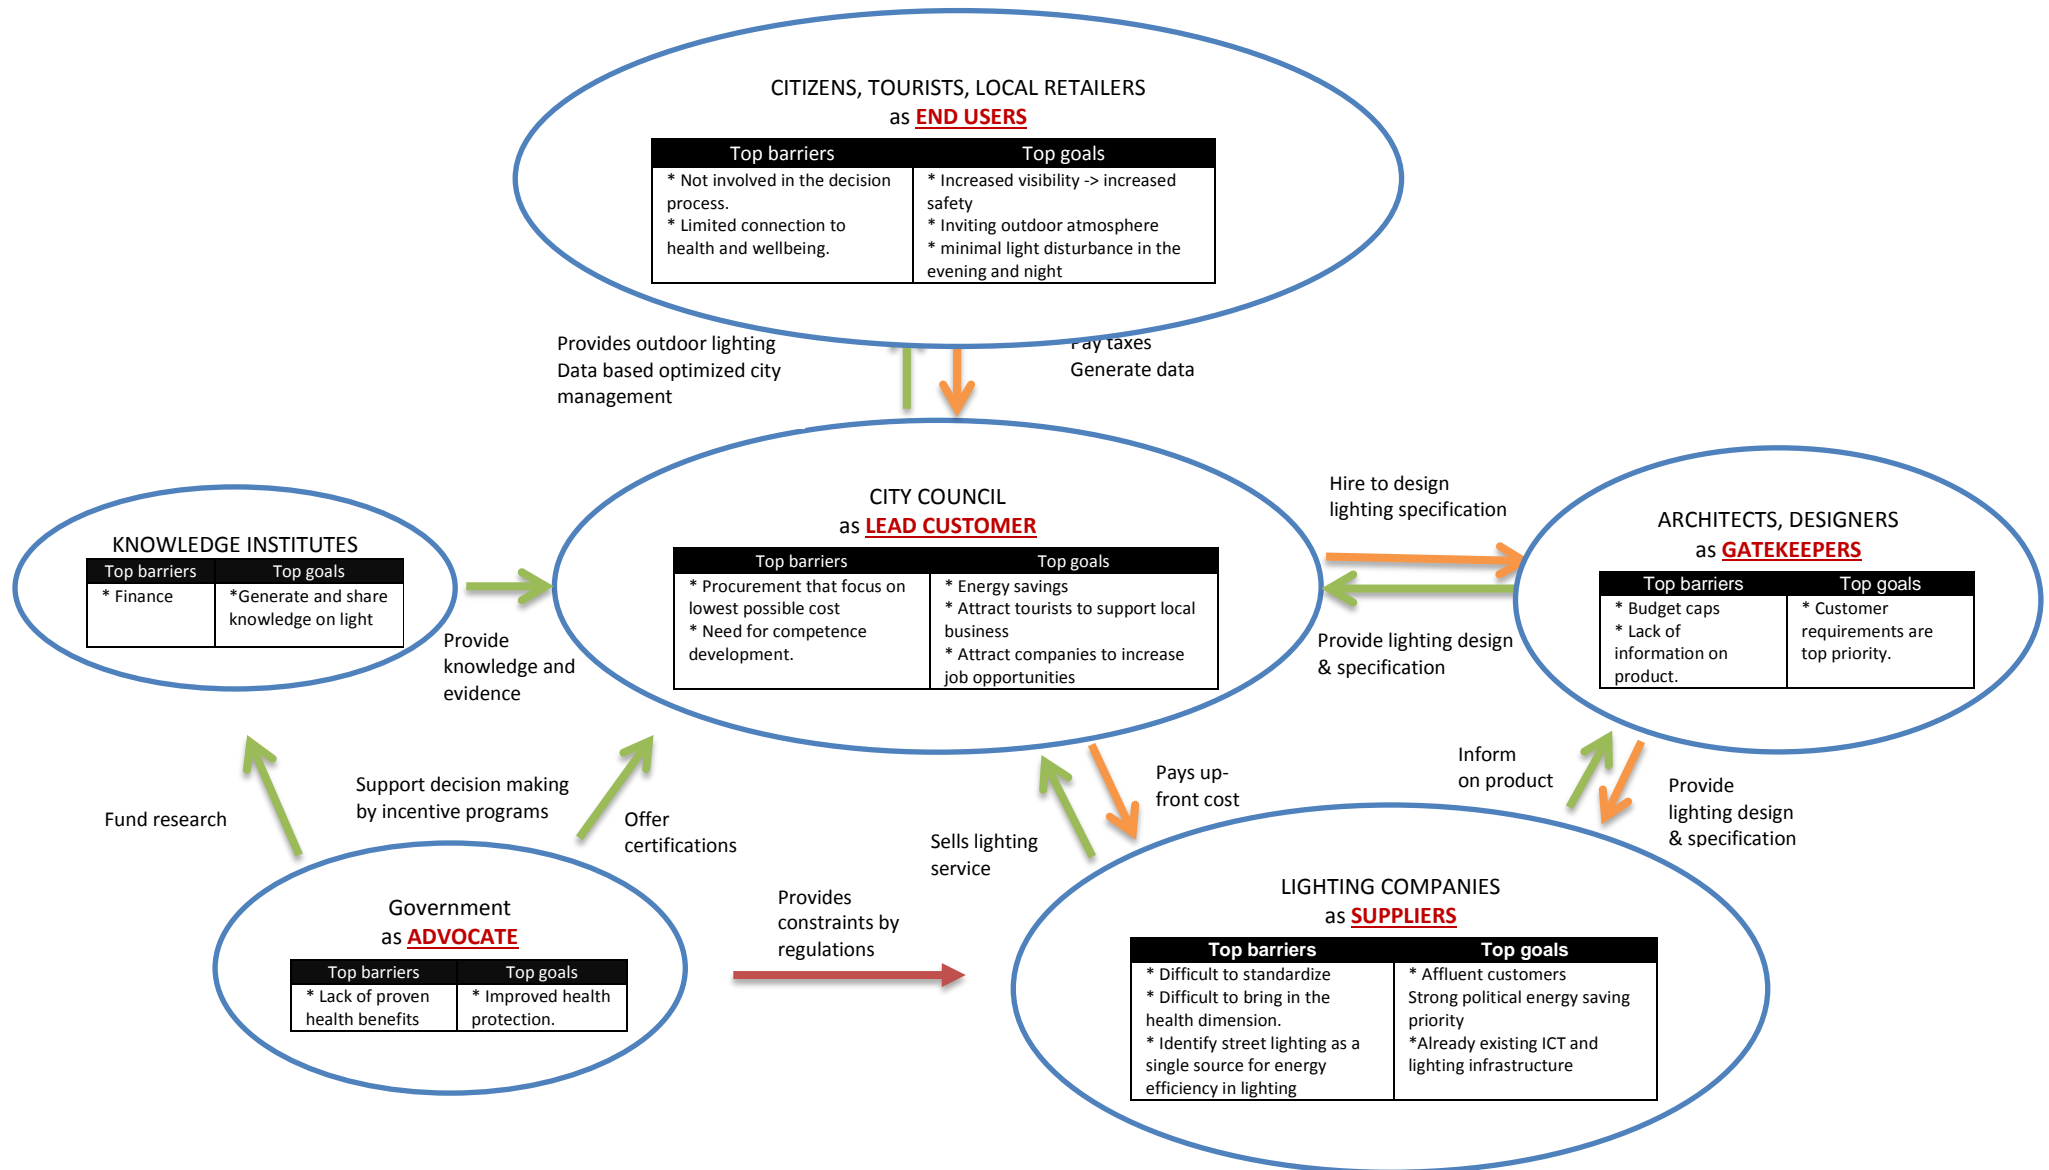 CITIZENS, TOURISTS, LOCAL RETAILERS
as END USERS
Top barriers
Top goals
* Not involved in the decision
process.
* Limited connection to
health and wellbeing.
* Increased visibility -> increased
safety
* Inviting outdoor atmosphere
* minimal light disturbance in the
evening and night
Provides outdoor lighting
Data based optimized city
management
Pay taxes
Generate data
CITY COUNCIL
as LEAD CUSTOMER
Top barriers
Top goals
* Procurement that focus on
lowest possible cost
* Need for competence
development.
* Energy savings
* Attract tourists to support local
business
* Attract companies to increase
job opportunities
KNOWLEDGE INSTITUTES
Top barriers
Top goals
* Finance
*Generate and share
knowledge on light
Provide
knowledge and
evidence
Hire to design
lighting specification
Provide lighting design
& specification
ARCHITECTS, DESIGNERS
as GATEKEEPERS
Top barriers
Top goals
* Budget caps
* Lack of
information on
product.
* Customer
requirements are
top priority.
Fund research
Support decision making
by incentive programs
Offer
certifications
Sells lighting
service
Pays up-
front cost
Inform
on product
Provide
lighting design
& specification
Government
as ADVOCATE
Top barriers
Top goals
* Lack of proven
health benefits
* Improved health
protection.
Provides
constraints by
regulations
LIGHTING COMPANIES
as SUPPLIERS
Top barriers
Top goals
* Difficult to standardize
* Difficult to bring in the
health dimension.
* Identify street lighting as a
single source for energy
efficiency in lighting
* Affluent customers
Strong political energy saving
priority
*Already existing ICT and
lighting infrastructure